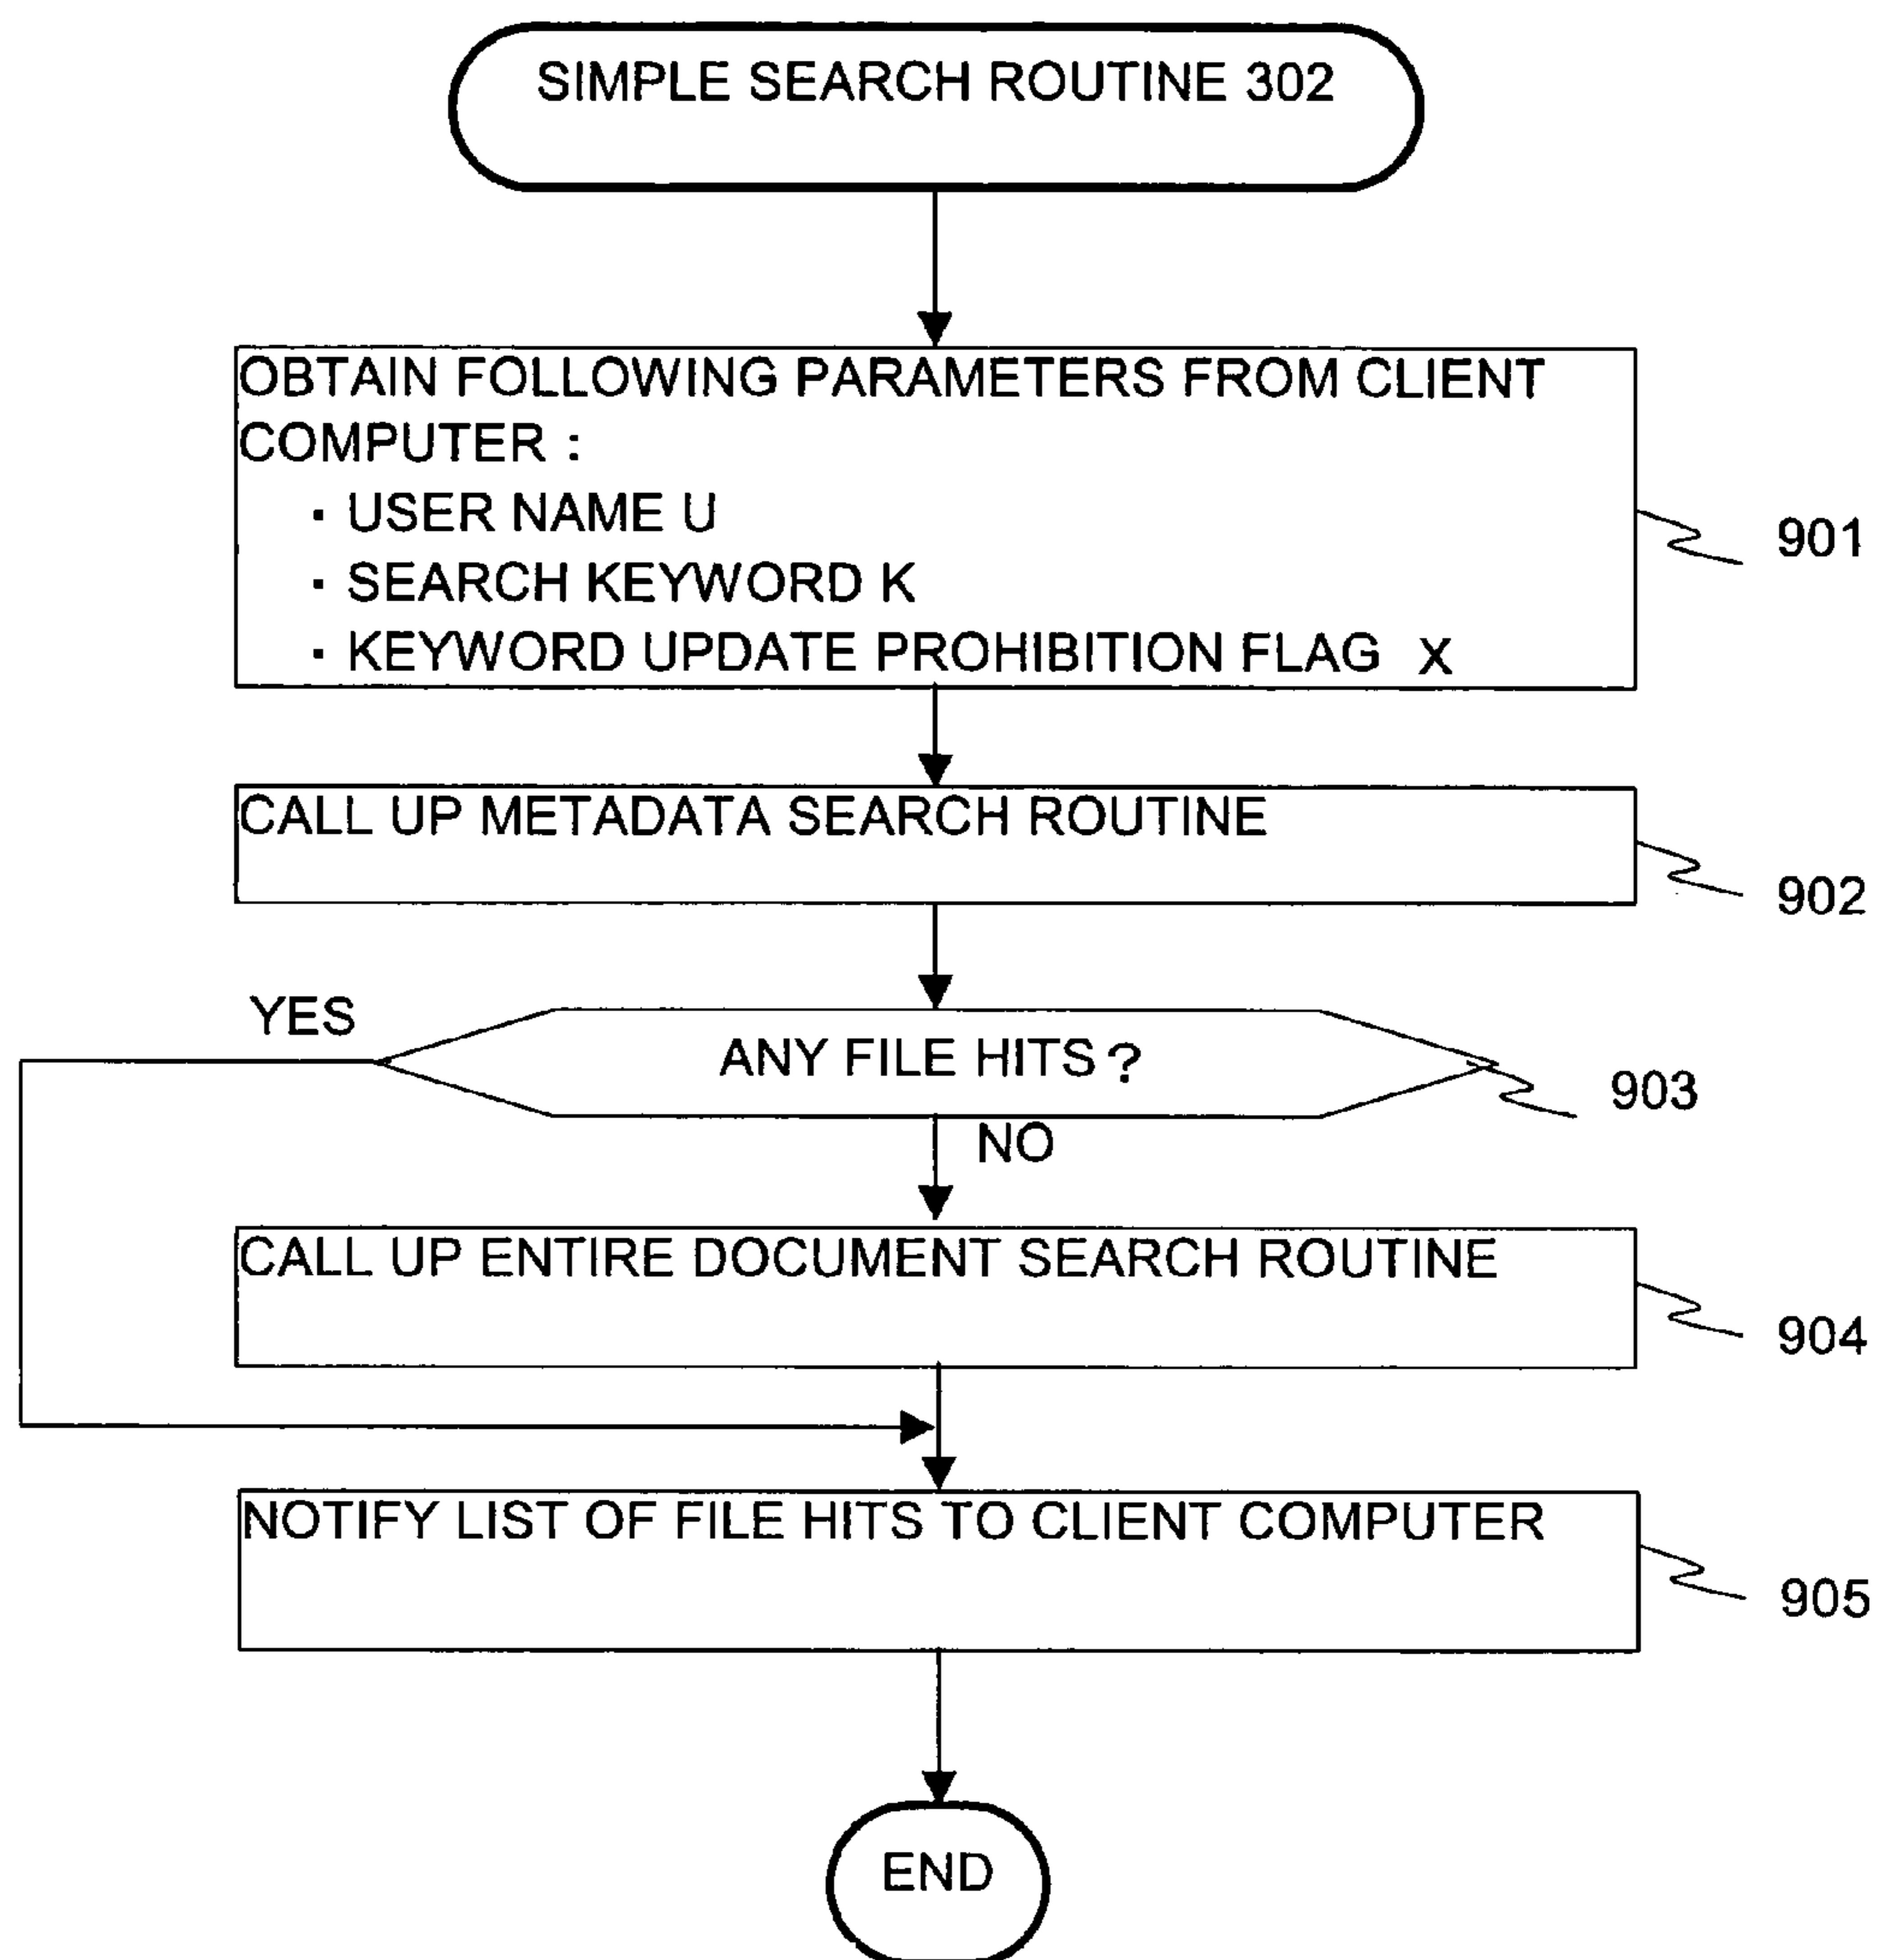 SIMPLE SEARCH ROUTINE 302
OBTAIN FOLLOWING PARAMETERS FROM CLIENT
COMPUTER :
· USER NAME U
· SEARCH KEYWORD K
· KEYWORD UPDATE PROHIBITION FLAG X
901
CALL UP METADATA SEARCH ROUTINE
902
YES
ANY FILE HITS?
903
NO
CALL UP ENTIRE DOCUMENT SEARCH ROUTINE
904
NOTIFY LIST OF FILE HITS TO CLIENT COMPUTER
905
END